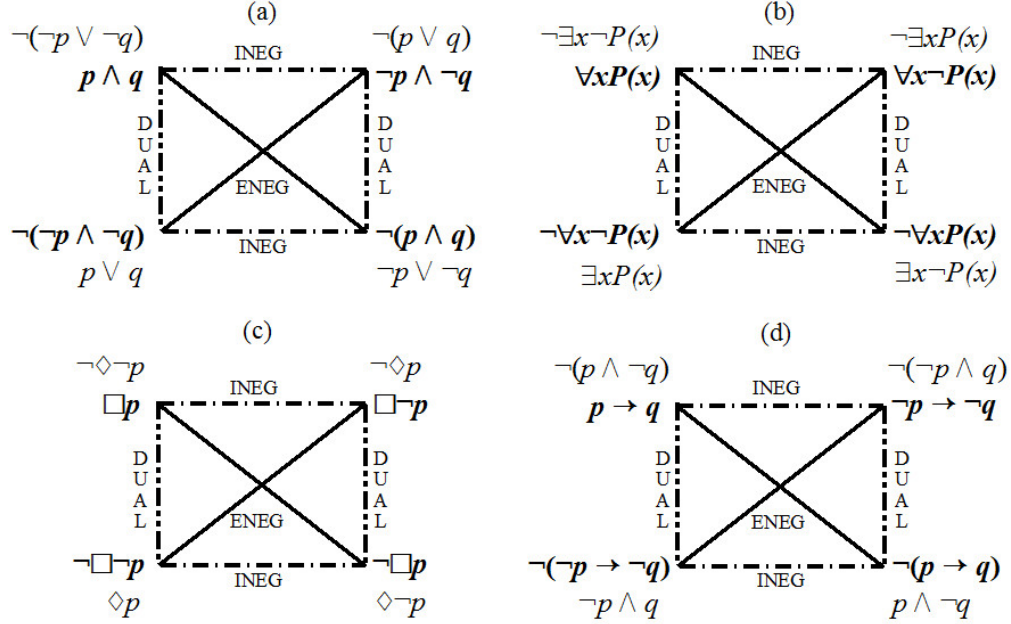 (a)
¬(¬p ∨ ¬q)
¬(p ∨ q)
INEG
p ∧ q
¬p ∧ ¬q
DUAL
DUAL
ENEG
¬(¬p ∧ ¬q)
¬(p ∧ q)
INEG
p ∨ q
¬p ∨ ¬q
(b)
¬∃x¬P(x)
¬∃xP(x)
INEG
∀xP(x)
∀x¬P(x)
DUAL
DUAL
ENEG
¬∀x¬P(x)
¬∀xP(x)
INEG
∃xP(x)
∃x¬P(x)
(c)
¬◊¬p
¬◊p
INEG
□p
□¬p
DUAL
DUAL
ENEG
¬□¬p
¬□p
INEG
◊p
◊¬p
(d)
¬(p ∧ ¬q)
¬(¬p ∧ q)
INEG
p → q
¬p → ¬q
DUAL
DUAL
ENEG
¬(¬p → ¬q)
¬(p → q)
INEG
¬p ∧ q
p ∧ ¬q